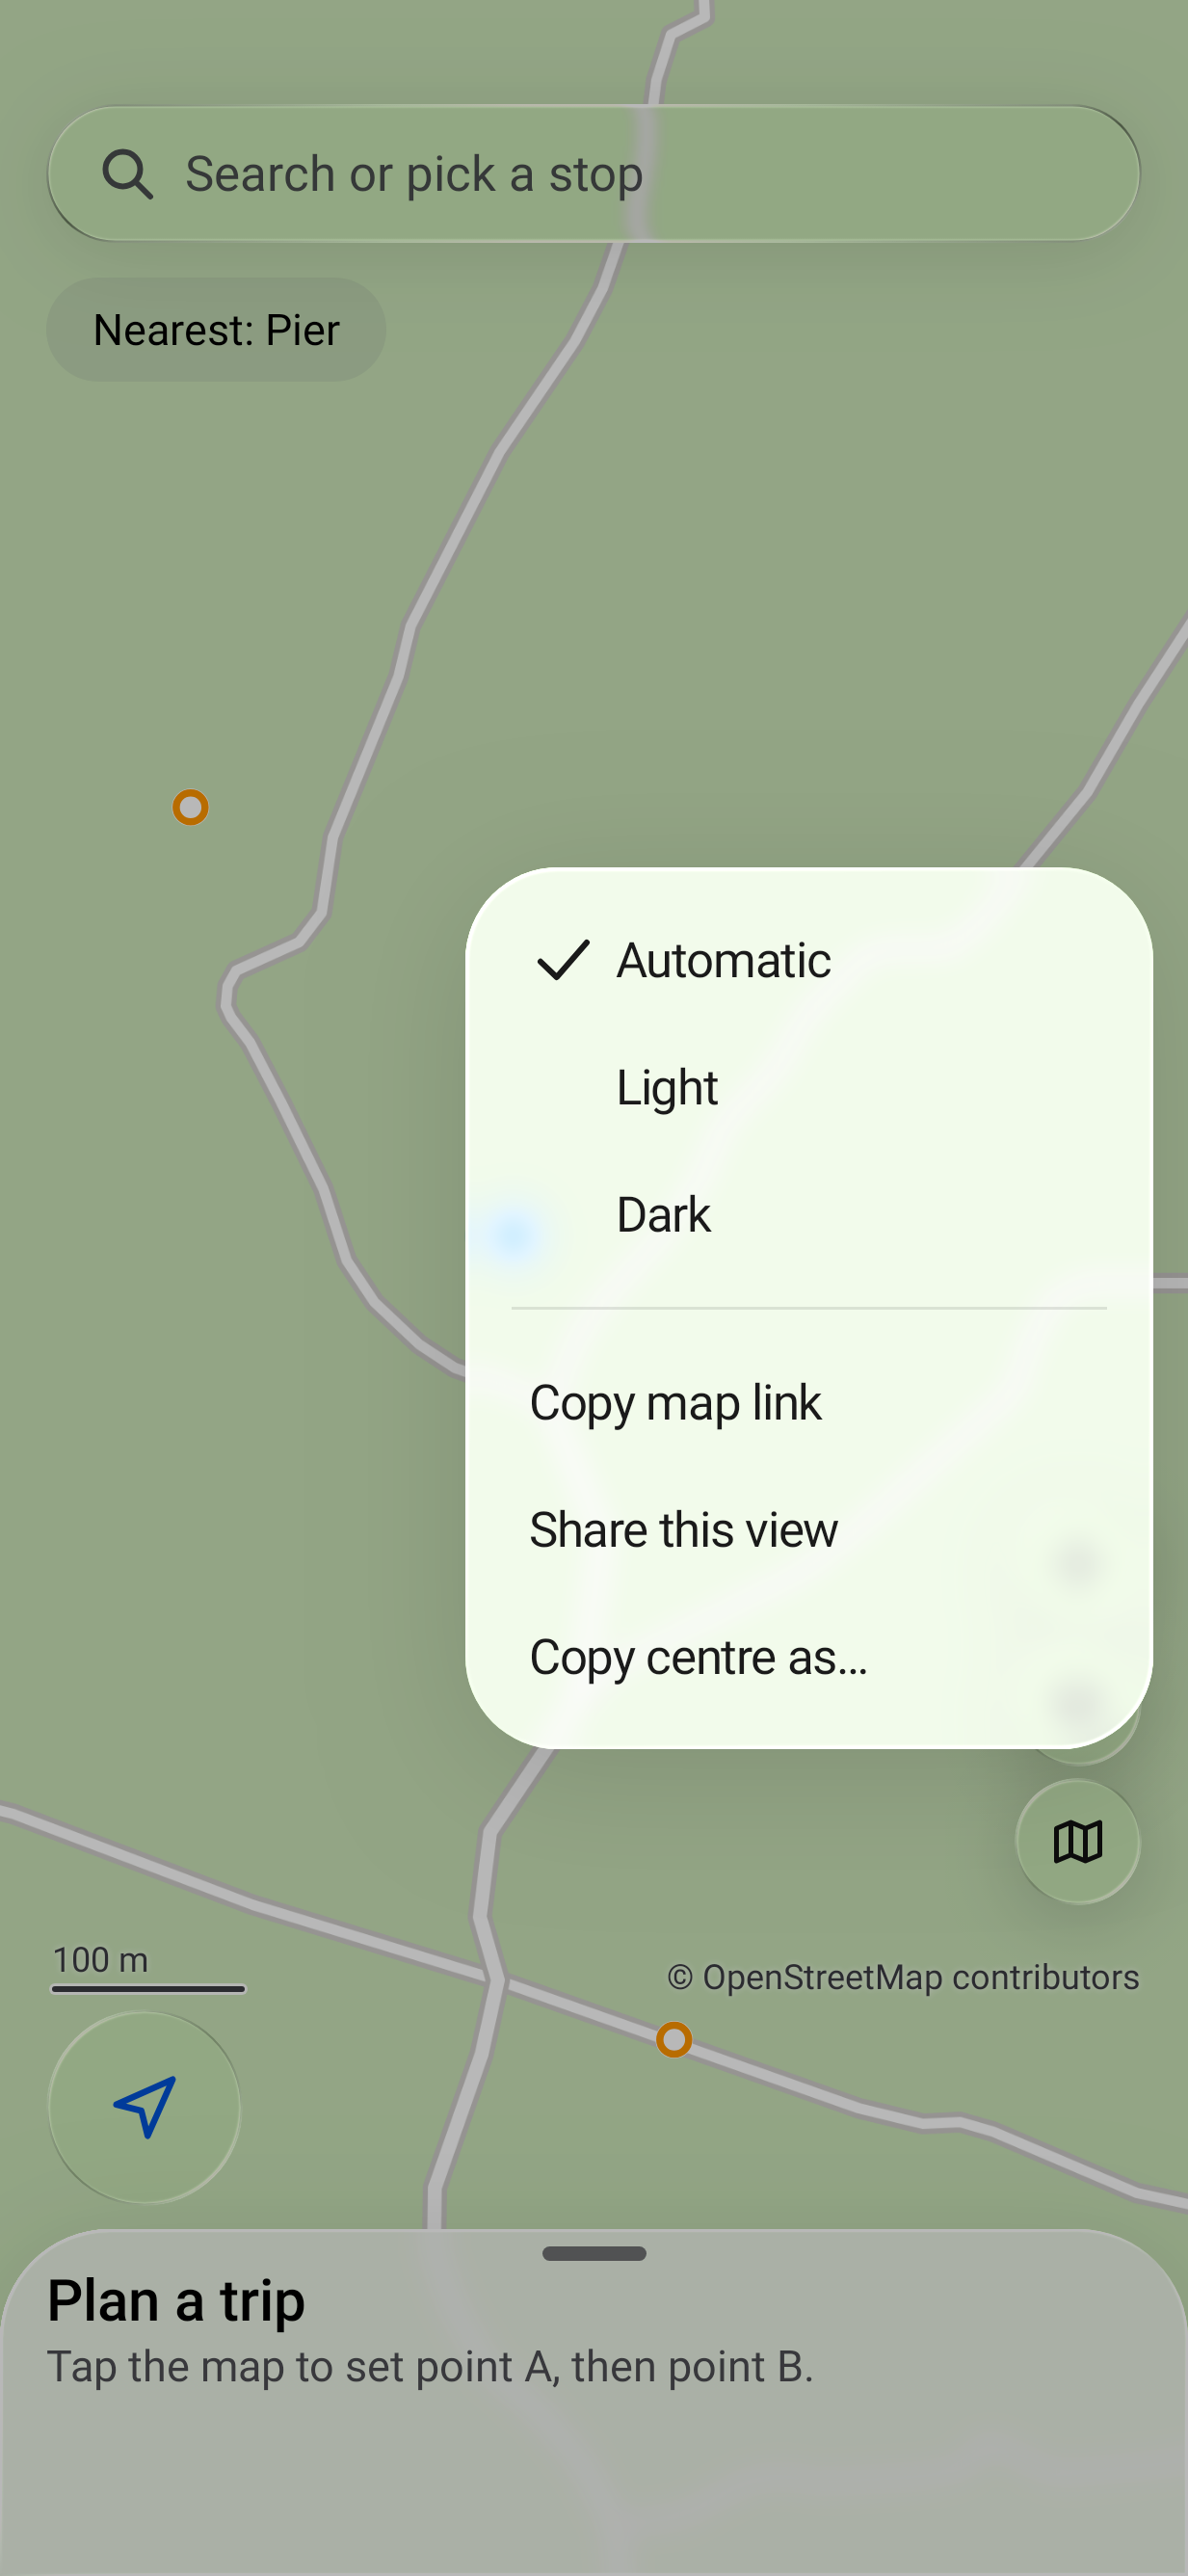 Search or pick a stop
Nearest: Pier
Automatic
Light
Dark
Copy map link
Share this view
Copy centre as...
100 m
© OpenStreetMap contributors
Plan a trip
Tap the map to set point A, then point B.